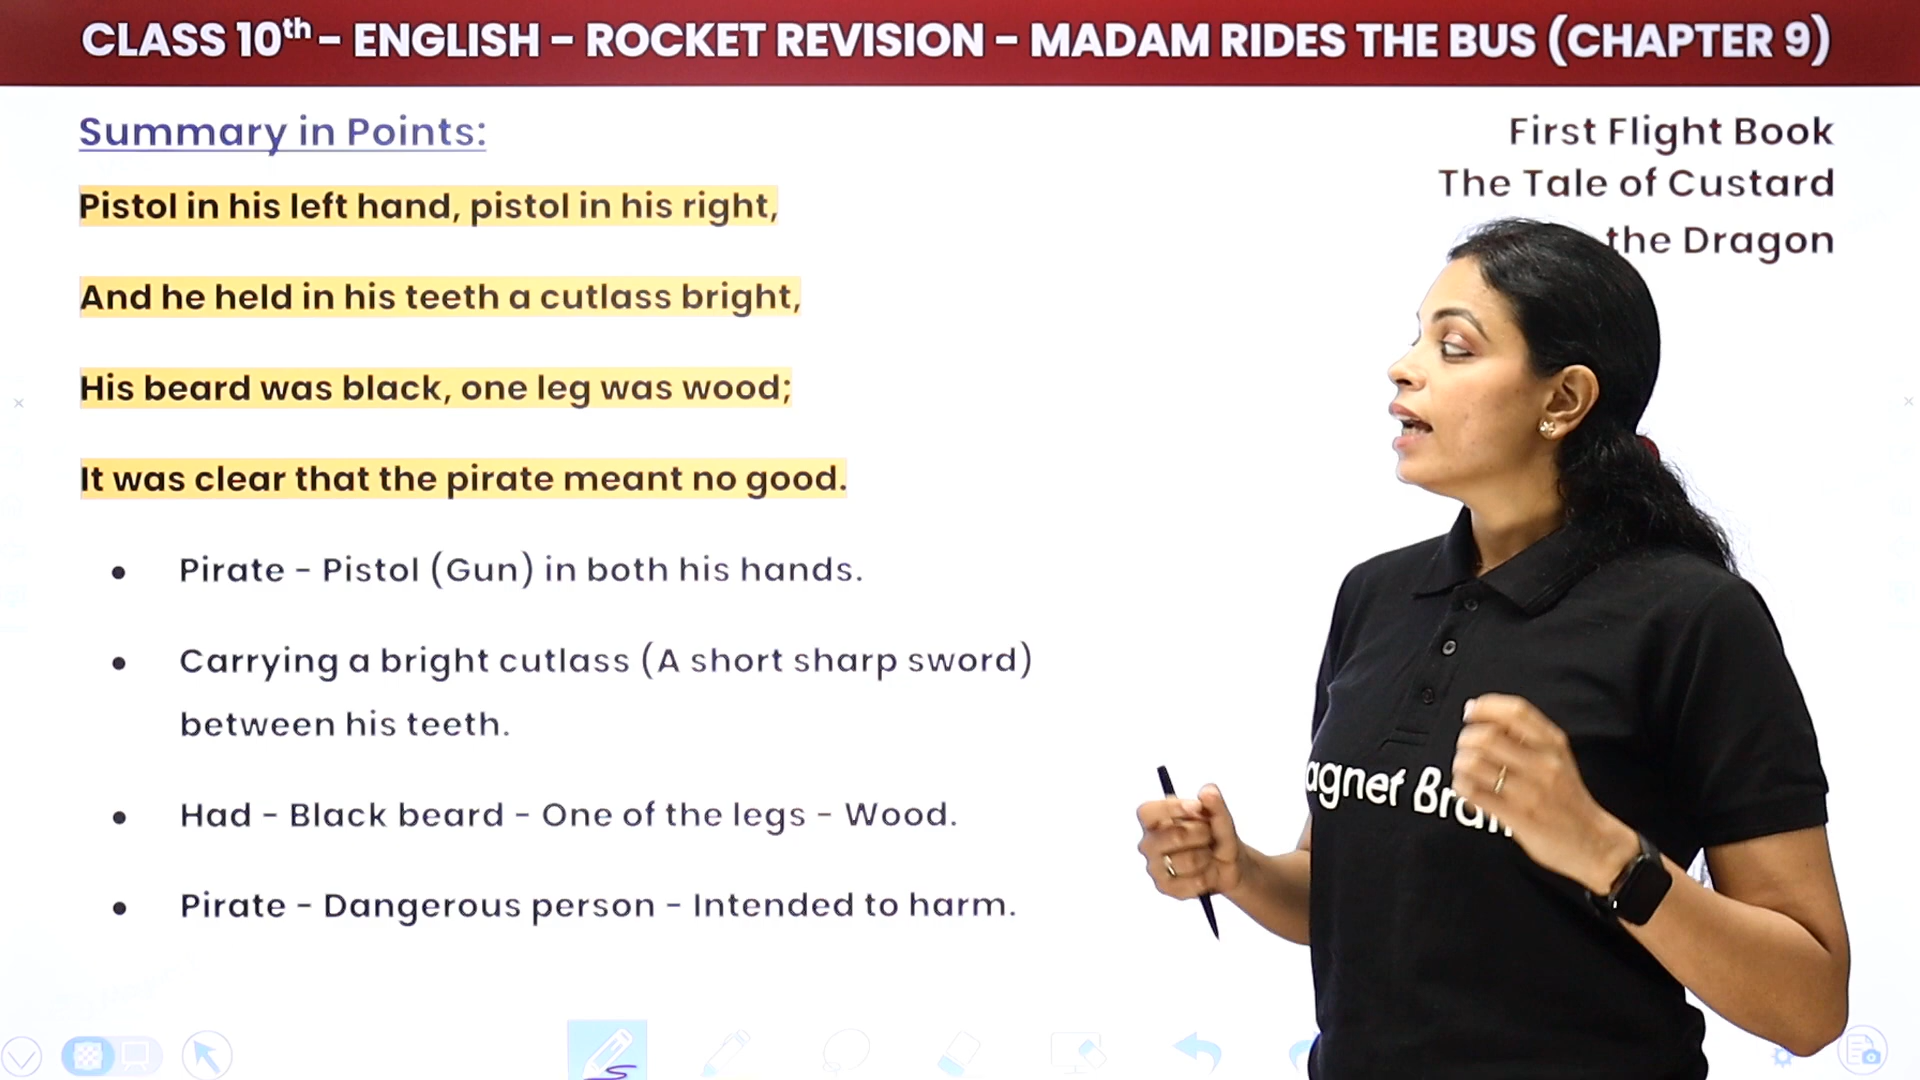 CLASS 10th - ENGLISH - ROCKET REVISION - MADAM RIDES THE BUS (CHAPTER 9)
Summary in Points:
First Flight Book
The Tale of Custard
the Dragon
Pistol in his left hand, pistol in his right,
And he held in his teeth a cutlass bright,
His beard was black, one leg was wood;
It was clear that the pirate meant no good.
• Pirate - Pistol (Gun) in both his hands.
• Carrying a bright cutlass (A short sharp sword)
between his teeth.
• Had - Black beard - One of the legs - Wood.
• Pirate - Dangerous person - Intended to harm.
agnet Brain